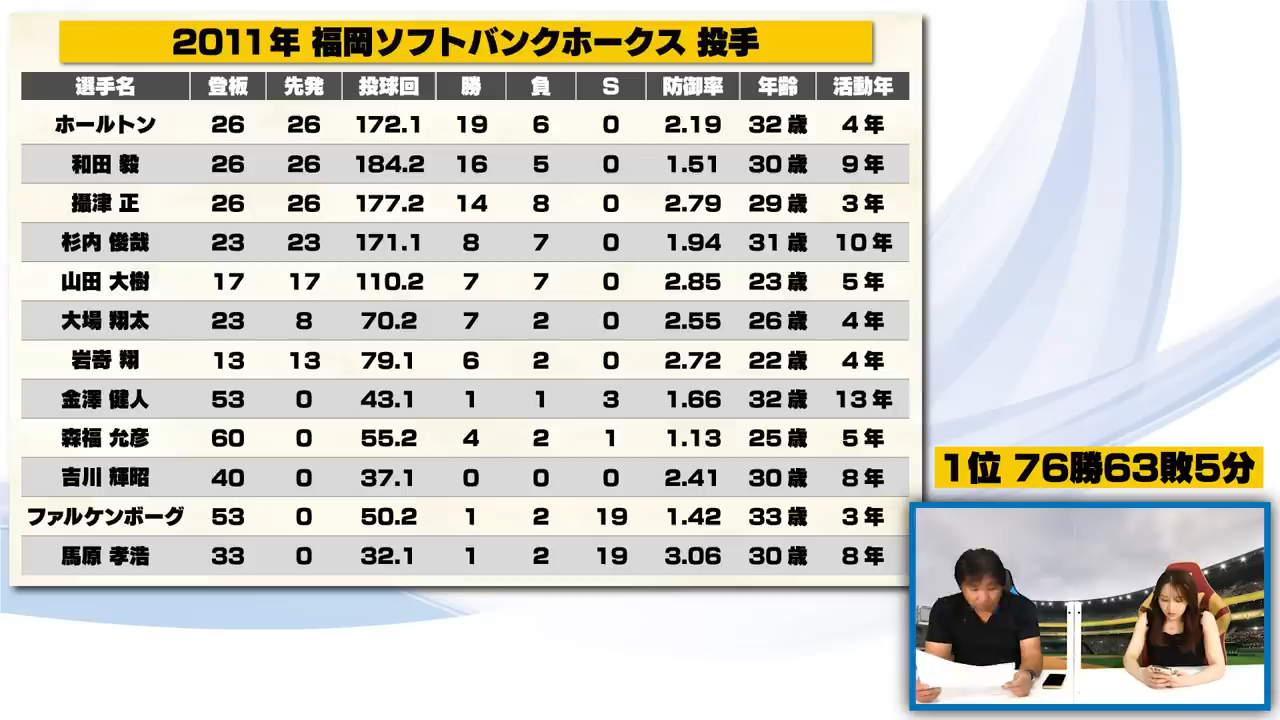 2011年 福岡ソフトバンクホークス 投手
選手名 登板 先発 投球回 勝 負 S 防御率 年齢 活動年
ホールトン 26 26 172.1 19 6 0 2.19 32歳 4年
和田 毅 26 26 184.2 16 5 0 1.51 30歳 9年
攝津 正 26 26 177.2 14 8 0 2.79 29歳 3年
杉内 俊哉 23 23 171.1 8 7 0 1.94 31歳 10年
山田 大樹 17 17 110.2 7 7 0 2.85 23歳 5年
大場 翔太 23 8 70.2 7 2 0 2.55 26歳 4年
岩嵜 翔 13 13 79.1 6 2 0 2.72 22歳 4年
金澤 健人 53 0 43.1 1 1 3 1.66 32歳 13年
森福 允彦 60 0 55.2 4 2 1 1.13 25歳 5年
吉川 輝昭 40 0 37.1 0 0 0 2.41 30歳 8年
ファルケンボーグ 53 0 50.2 1 2 19 1.42 33歳 3年
馬原 孝浩 33 0 32.1 1 2 19 3.06 30歳 8年
1位 76勝63敗5分